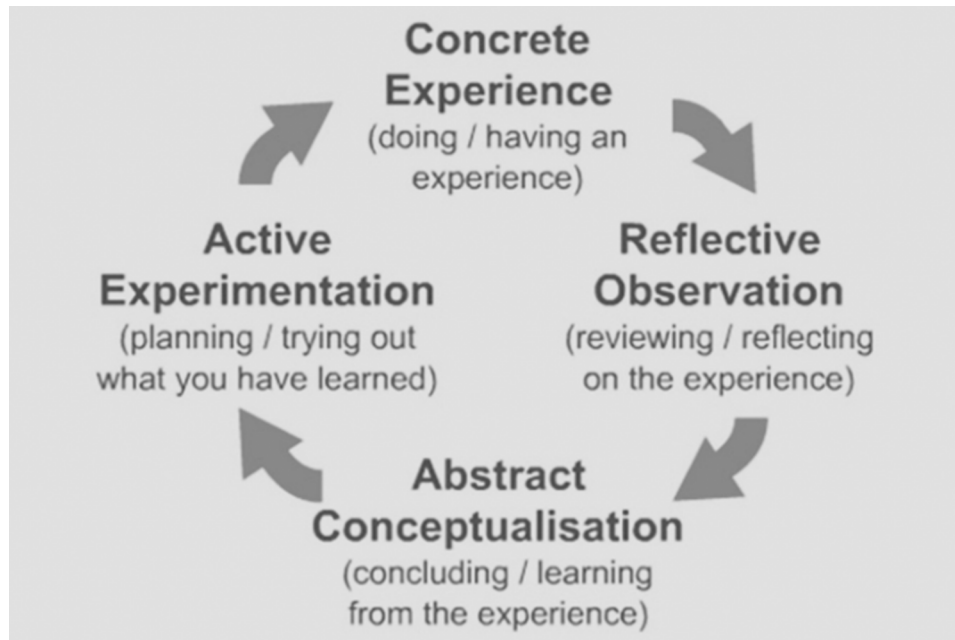 Concrete
Experience
(doing / having an
experience)
Reflective
Observation
(reviewing / reflecting
on the experience)
Abstract
Conceptualisation
(concluding / learning
from the experience)
Active
Experimentation
(planning / trying out
what you have learned)